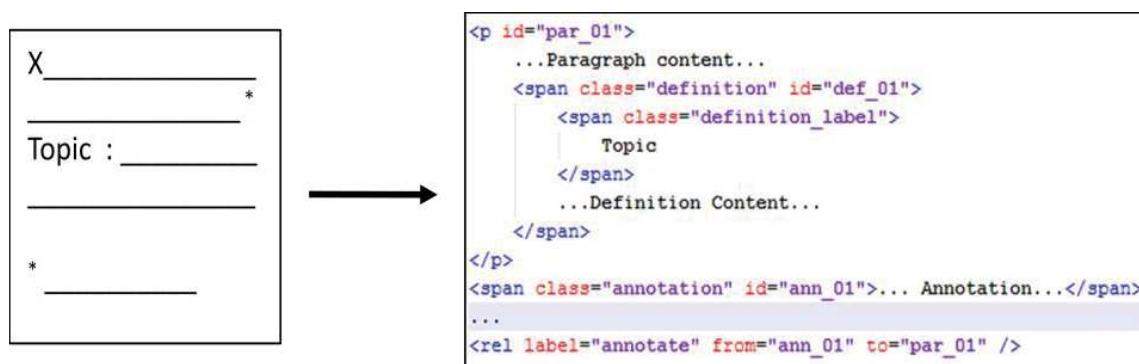 X
*
Topic :
*
<p id="par_01">
...Paragraph content...
<span class="definition" id="def_01">
<span class="definition_label">
Topic
</span>
...Definition Content...
</span>
</p>
<span class="annotation" id="ann_01">... Annotation...</span>
...
<rel label="annotate" from="ann_01" to="par_01" />